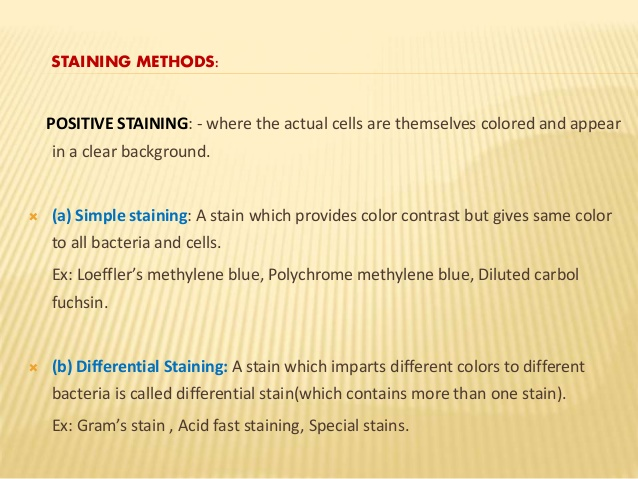 STAINING METHODS:
POSITIVE STAINING: - where the actual cells are themselves colored and appear
in a clear background.
(a) Simple staining: A stain which provides color contrast but gives same color
to all bacteria and cells.
Ex: Loeffler’s methylene blue, Polychrome methylene blue, Diluted carbol
fuchsin.
(b) Differential Staining: A stain which imparts different colors to different
bacteria is called differential stain(which contains more than one stain).
Ex: Gram’s stain , Acid fast staining, Special stains.